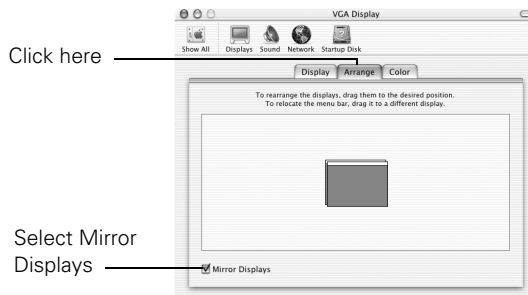 VGA Display
Show All Displays Sound Network Startup Disk
Click here
Display Arrange Color
To rearrange the displays, drag them to the desired position.
To relocate the menu bar, drag it to a different display.
Select Mirror
Displays
Mirror Displays